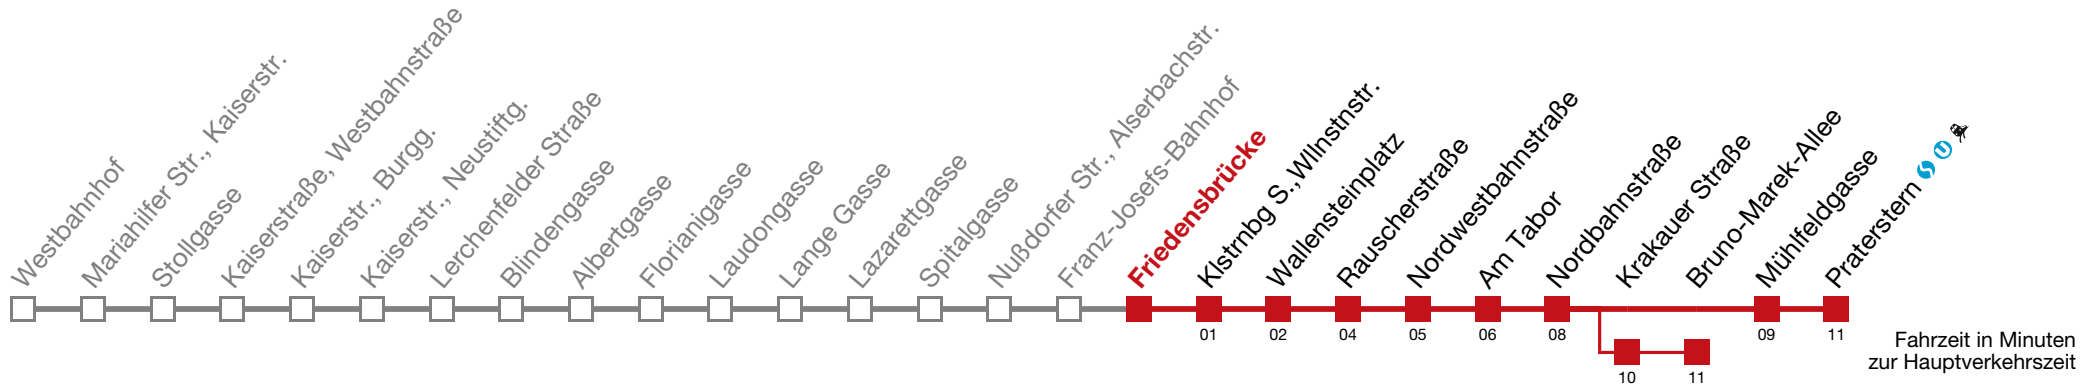 Westbahnhof
Mariahilfer Str., Kaiserstr.
Stollgasse
Kaiserstraße, Westbahnstraße
Kaiserstr., Burgg.
Kaiserstr., Neustiftg.
Lerchenfelder Straße
Blindengasse
Albertgasse
Florianigasse
Laudongasse
Lange Gasse
Lazarettgasse
Spitalgasse
Nußdorfer Str., Alserbachstr.
Franz-Josefs-Bahnhof
Friedensbrücke
Klstrnbg S.,Wllnstnstr.
Wallensteinplatz
Rauscherstraße
Nordwestbahnstraße
Am Tabor
Nordbahnstraße
Krakauer Straße
Bruno-Marek-Allee
Mühlfeldgasse
Praterstern S U
01 02 04 05 06 08 09 11
10 11
Fahrzeit in Minuten
zur Hauptverkehrszeit